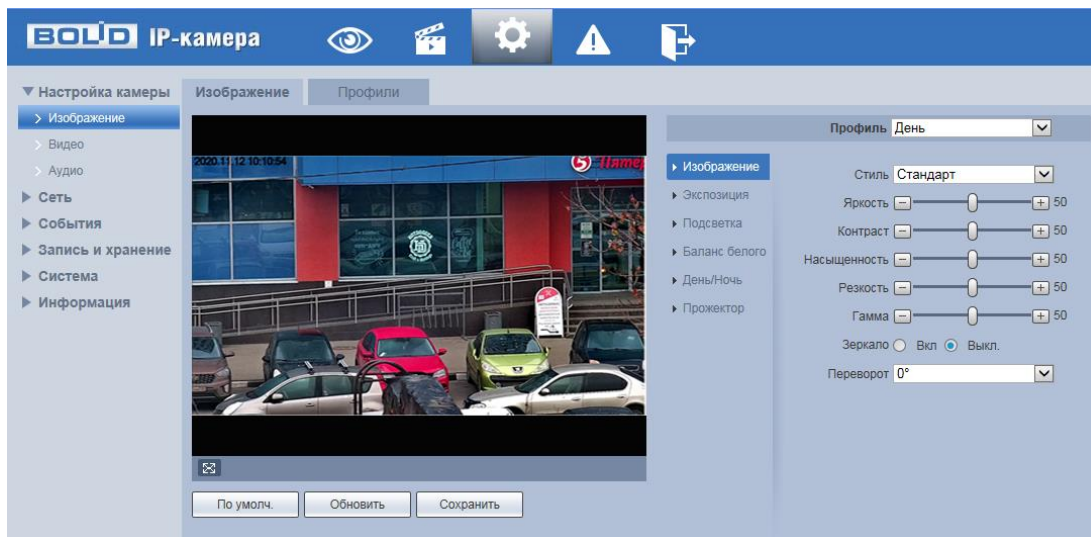 BOLID IP-камера
Настройка камеры
Изображение
Видео
Аудио
Сеть
События
Запись и хранение
Система
Информация
Изображение Профили
2020.11.12 10:10:54
5
По умолч. Обновить Сохранить
Профиль День
Изображение
Экспозиция
Подсветка
Баланс белого
День/Ночь
Прожектор
Стиль Стандарт
Яркость 50
Контраст 50
Насыщенность 50
Резкость 50
Гамма 50
Зеркало Вкл Выкл.
Переворот 0°